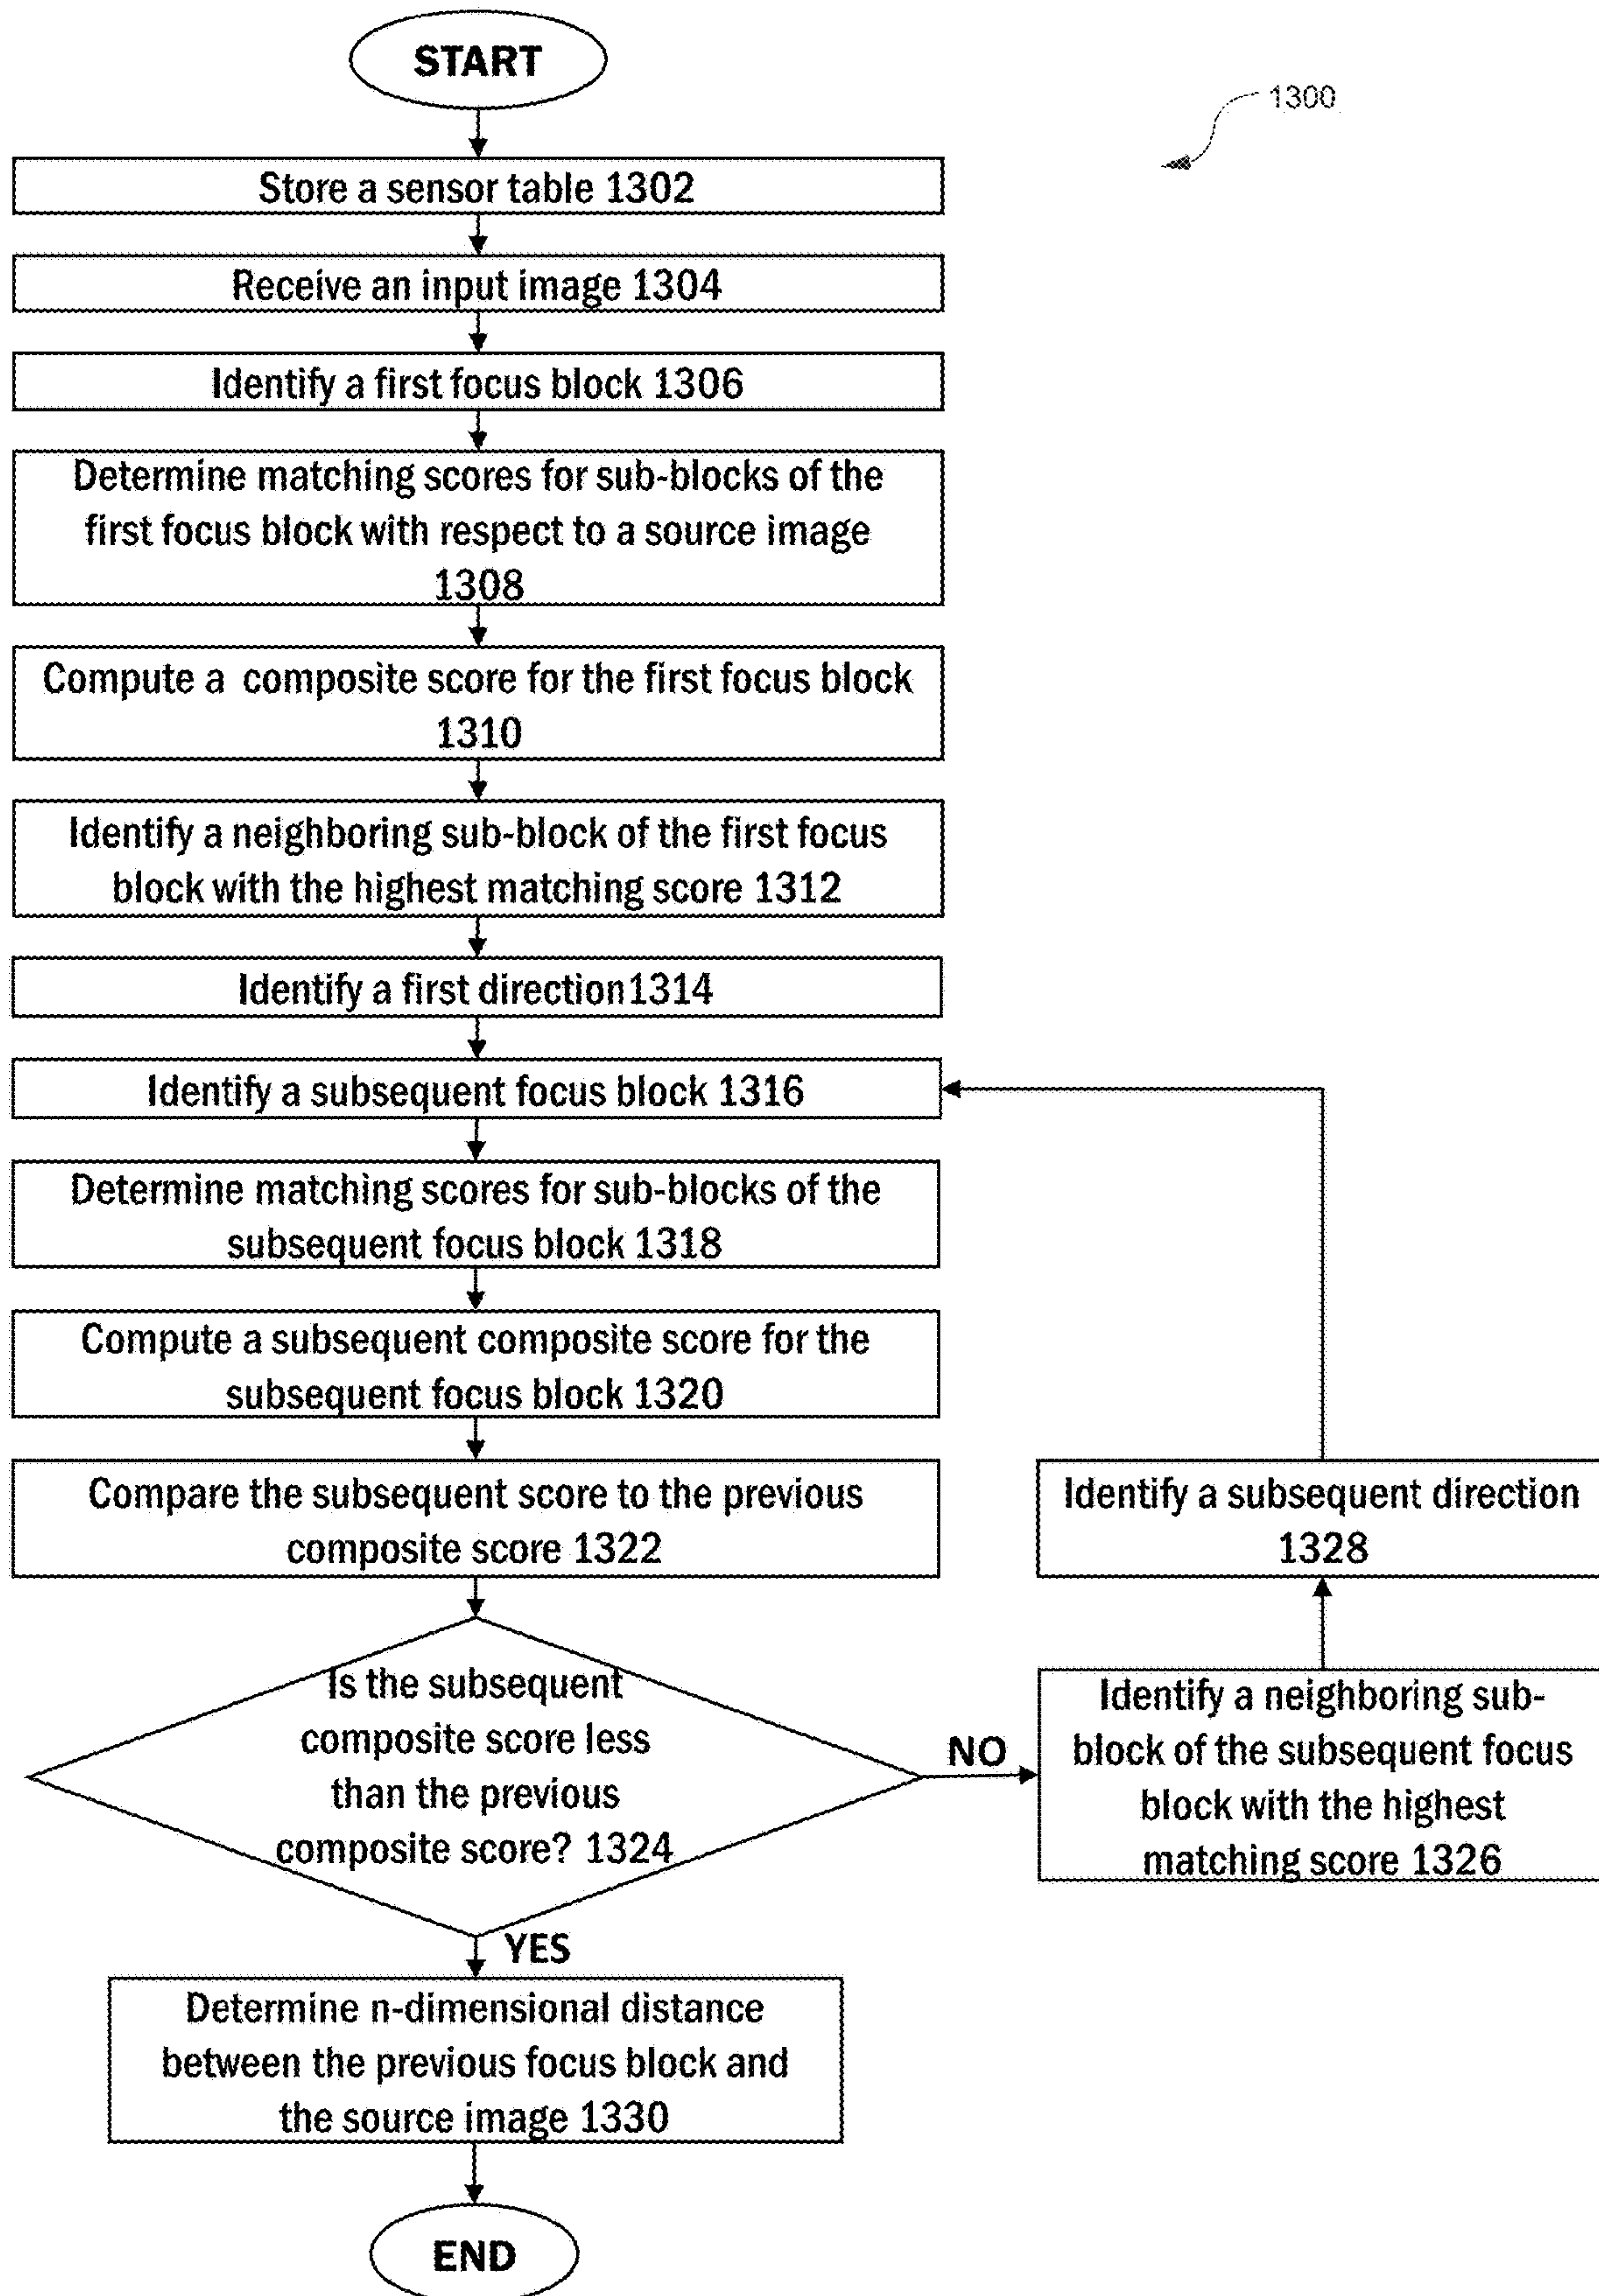 START
1300
Store a sensor table 1302
Receive an input image 1304
Identify a first focus block 1306
Determine matching scores for sub-blocks of the
first focus block with respect to a source image
1308
Compute a composite score for the first focus block
1310
Identify a neighboring sub-block of the first focus
block with the highest matching score 1312
Identify a first direction1314
Identify a subsequent focus block 1316
Determine matching scores for sub-blocks of the
subsequent focus block 1318
Compute a subsequent composite score for the
subsequent focus block 1320
Compare the subsequent score to the previous
composite score 1322
Identify a subsequent direction
1328
Is the subsequent
composite score less
than the previous
composite score? 1324
NO
Identify a neighboring sub-
block of the subsequent focus
block with the highest
matching score 1326
YES
Determine n-dimensional distance
between the previous focus block and
the source image 1330
END